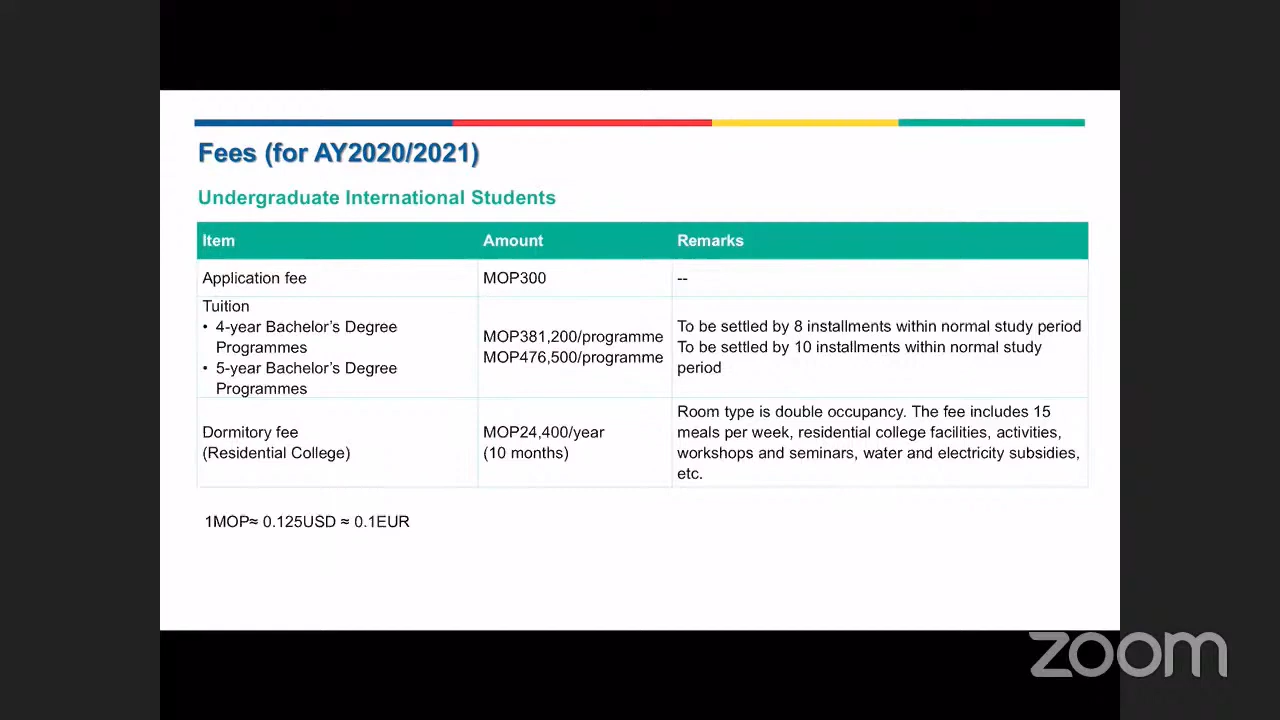 Fees (for AY2020/2021)
Undergraduate International Students
Item Amount Remarks
Application fee MOP300 --
Tuition
• 4-year Bachelor's Degree
Programmes
• 5-year Bachelor's Degree
Programmes
MOP381,200/programme
MOP476,500/programme
To be settled by 8 installments within normal study period
To be settled by 10 installments within normal study
period
Dormitory fee
(Residential College)
MOP24,400/year
(10 months)
Room type is double occupancy. The fee includes 15
meals per week, residential college facilities, activities,
workshops and seminars, water and electricity subsidies,
etc.
1MOP≈ 0.125USD ≈ 0.1EUR
zoom